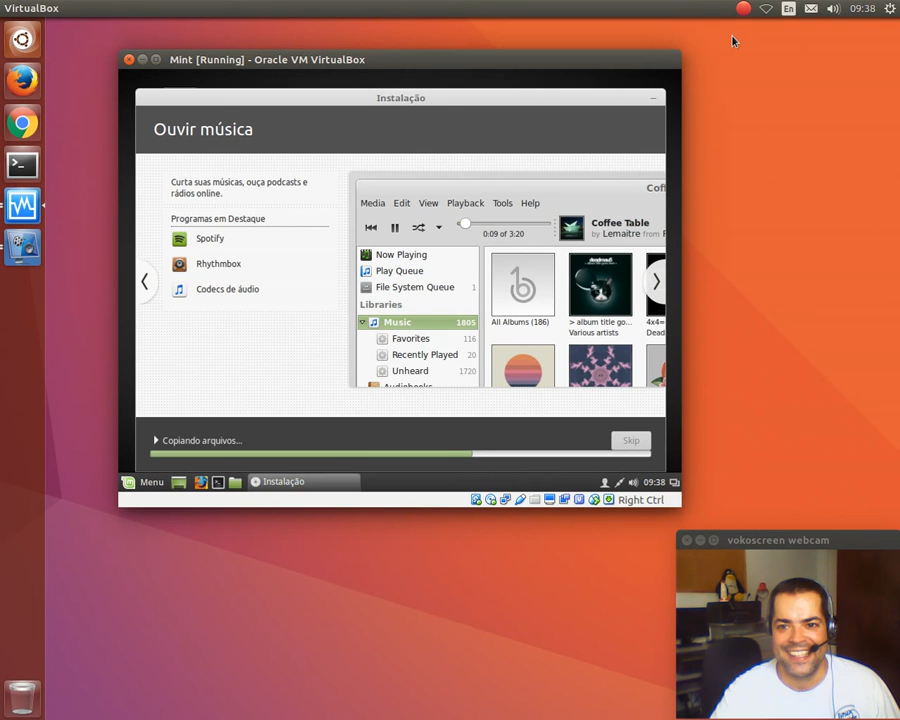 VirtualBox
En
09:38
Mint [Running] - Oracle VM VirtualBox
Instalação
Ouvir música
Curta suas músicas, ouça podcasts e
rádios online.
Programas em Destaque
Spotify
Rhythmbox
Codecs de áudio
Media Edit View Playback Tools Help
0:09 of 3:20
Coffee Table
by Lemaitre from
Now Playing
Play Queue
File System Queue 1
Libraries
Music 1805
Favorites 116
Recently Played 20
Unheard 1720
Audiobooks
All Albums (186)
> album title go...
Various artists
4x4=
Dead
Copiando arquivos...
Skip
Menu
Instalação
09:38
Right Ctrl
vokoscreen webcam